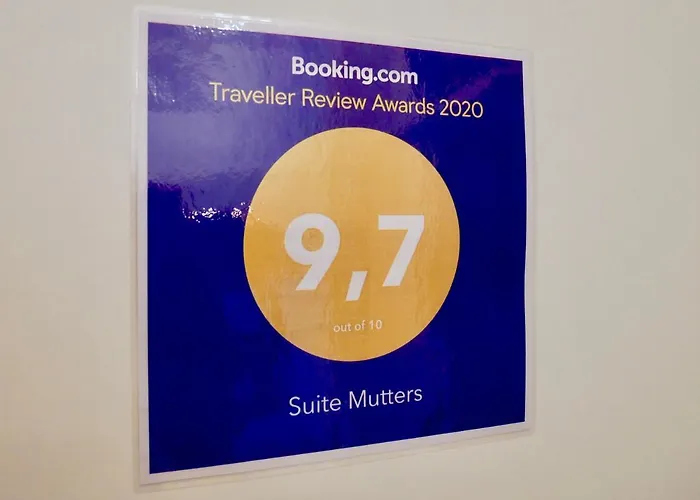 Booking.com
Traveller Review Awards 2020
9,7
out of 10
Suite Mutters